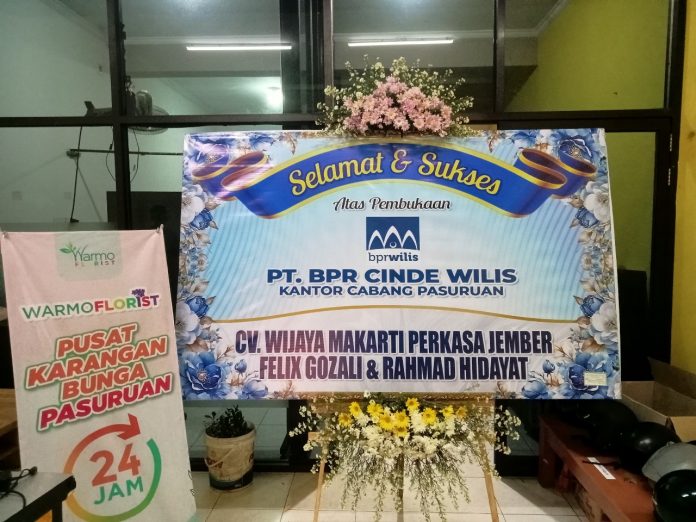 Selamat & Sukses
Atas Pembukaan
bprwilis
PT. BPR CINDE WILIS
KANTOR CABANG PASURUAN
CV. WIJAYA MAKARTI PERKASA JEMBER
FELIX GOZALI & RAHMAD HIDAYAT
Warmo
FLORIST
WARMOFLORIST
PUSAT
KARANGAN
BUNGA
PASURUAN
24
JAM